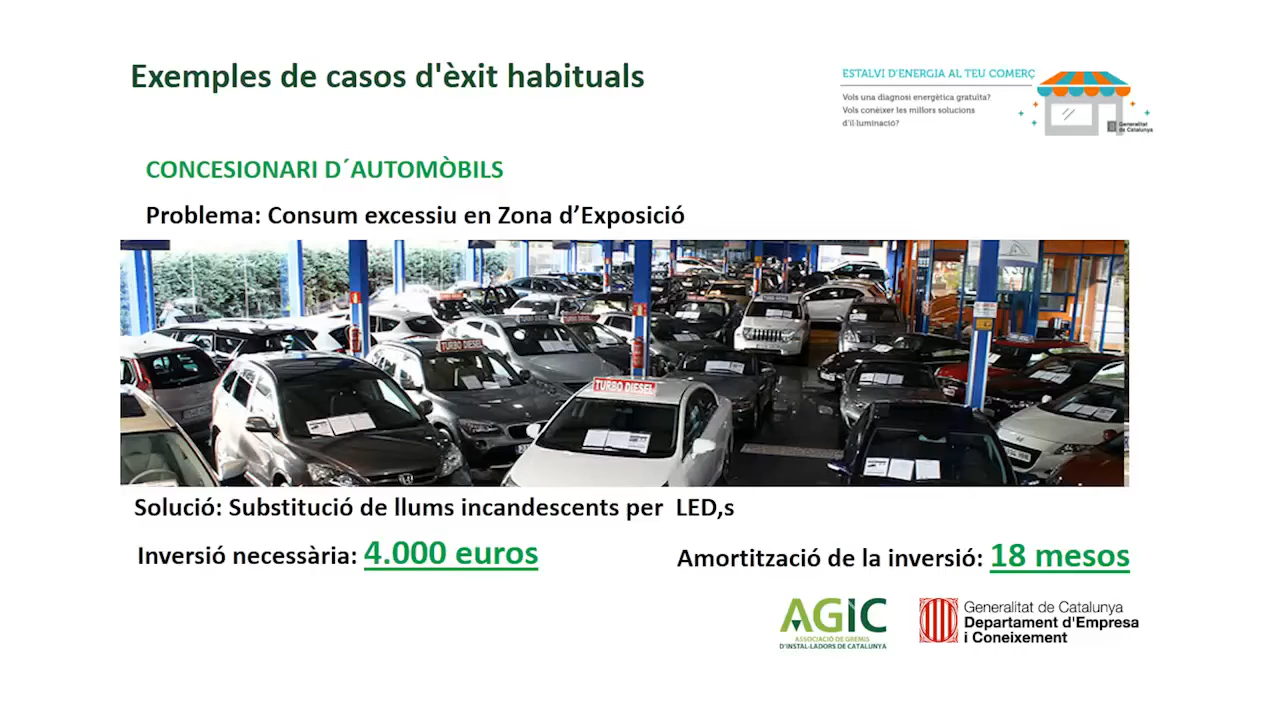 Exemples de casos d'èxit habituals
ESTALVI D'ENERGIA AL TEU COMERÇ
Vols una diagnosi energètica gratuïta?
Vols conèixer les millors solucions
d'il·luminació?
Generalitat
de Catalunya
CONCESIONARI D´AUTOMÒBILS
Problema: Consum excessiu en Zona d'Exposició
TURBO DIESEL
TURBO DIESEL
Solució: Substitució de llums incandescents per LED,s
Inversió necessària: 4.000 euros
Amortització de la inversió: 18 mesos
AGIC
ASSOCIACIÓ DE GREMIS
D'INSTAL·LADORS DE CATALUNYA
Generalitat de Catalunya
Departament d'Empresa
i Coneixement